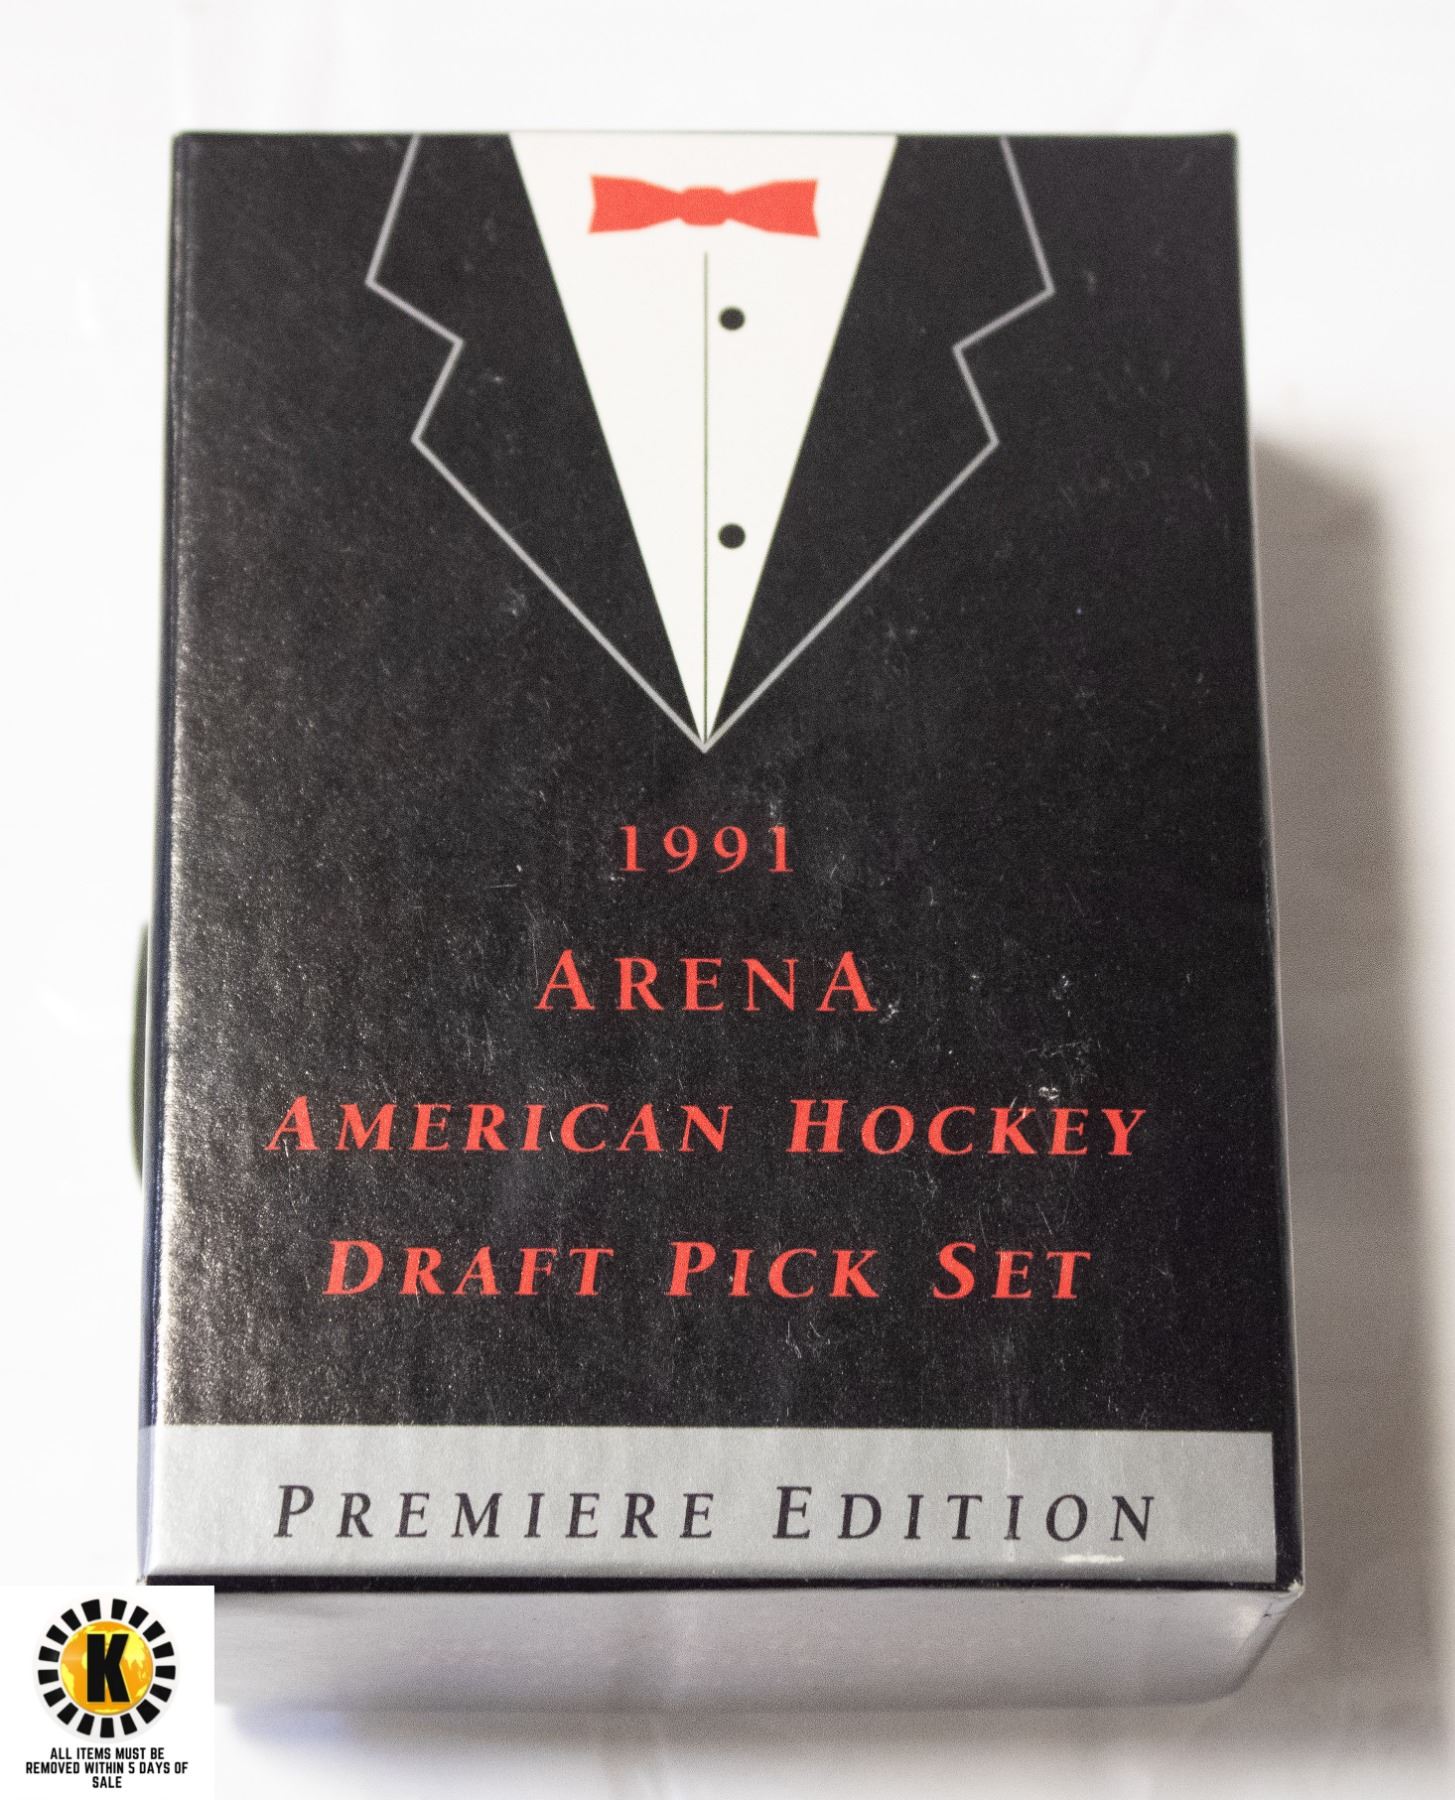 1991
ARENA
AMERICAN HOCKEY
DRAFT PICK SET
PREMIERE EDITION
K
ALL ITEMS MUST BE
REMOVED WITHIN 5 DAYS OF
SALE